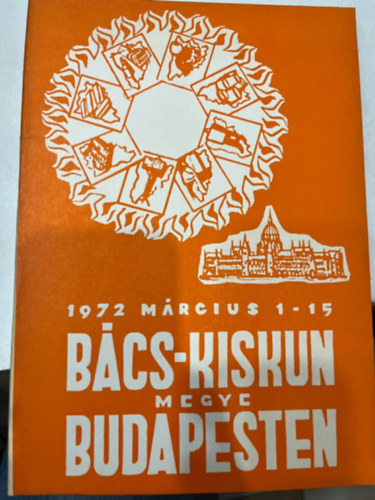 1972 MÁRCIUS 1-15
BÁCS-KISKUN
MEGYE
BUDAPESTEN